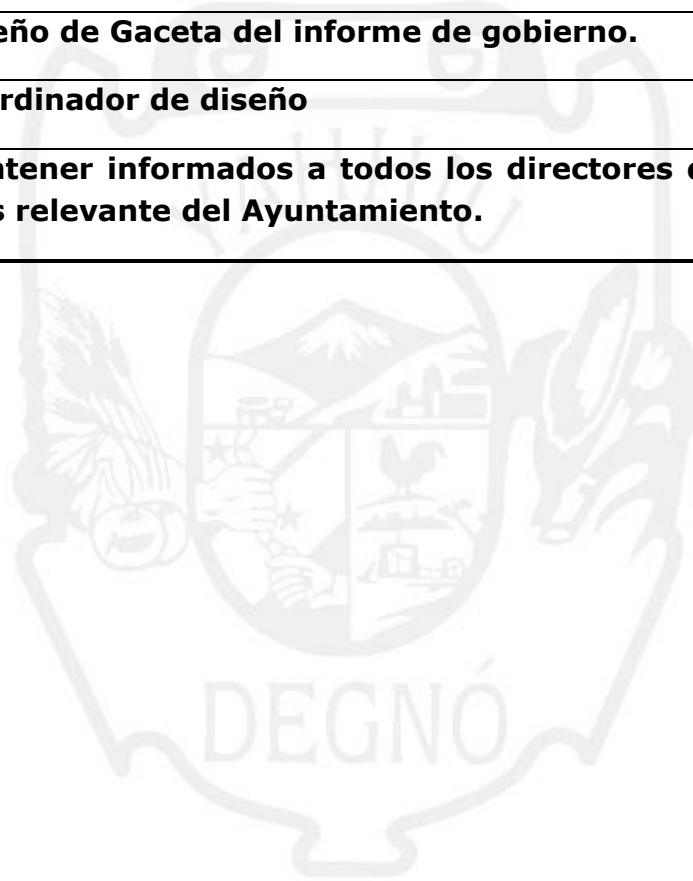 eño de Gaceta del informe de gobierno.
rdinador de diseño
ntener informados a todos los directores
s relevante del Ayuntamiento.
DEGNÓ